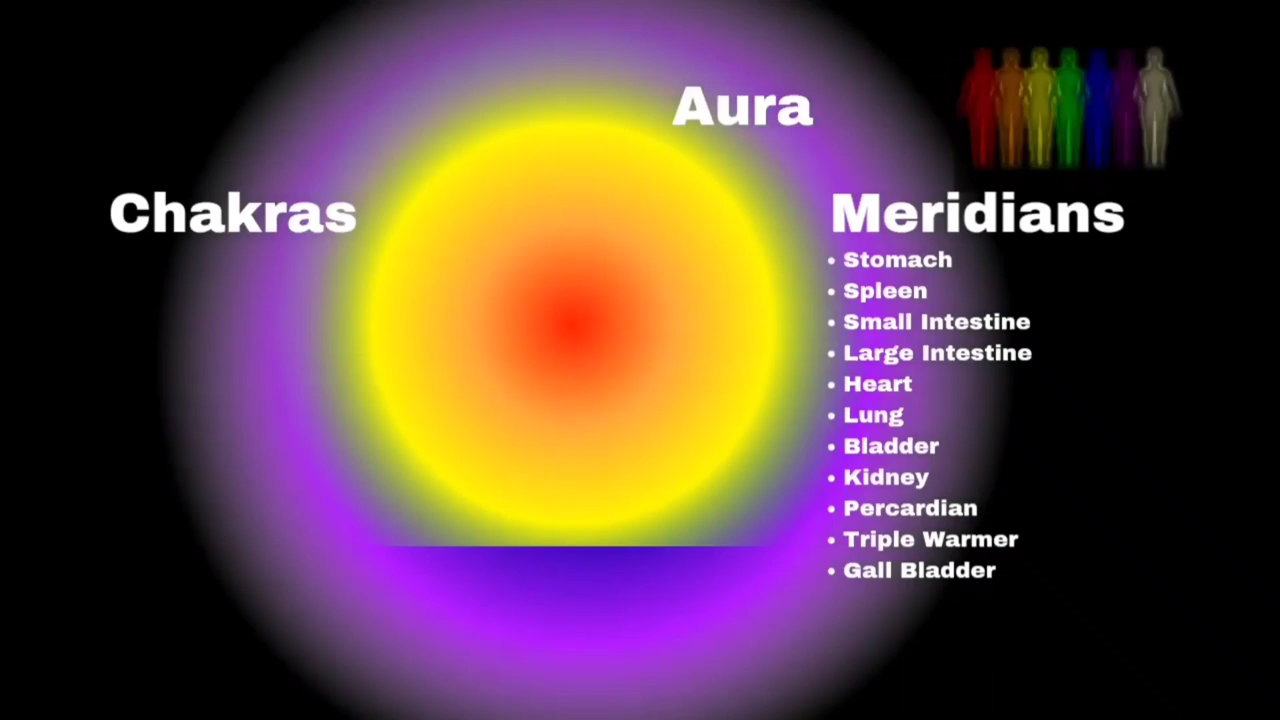 Aura
Chakras
Meridians
• Stomach
• Spleen
• Small Intestine
• Large Intestine
• Heart
• Lung
• Bladder
• Kidney
• Percardian
• Triple Warmer
• Gall Bladder